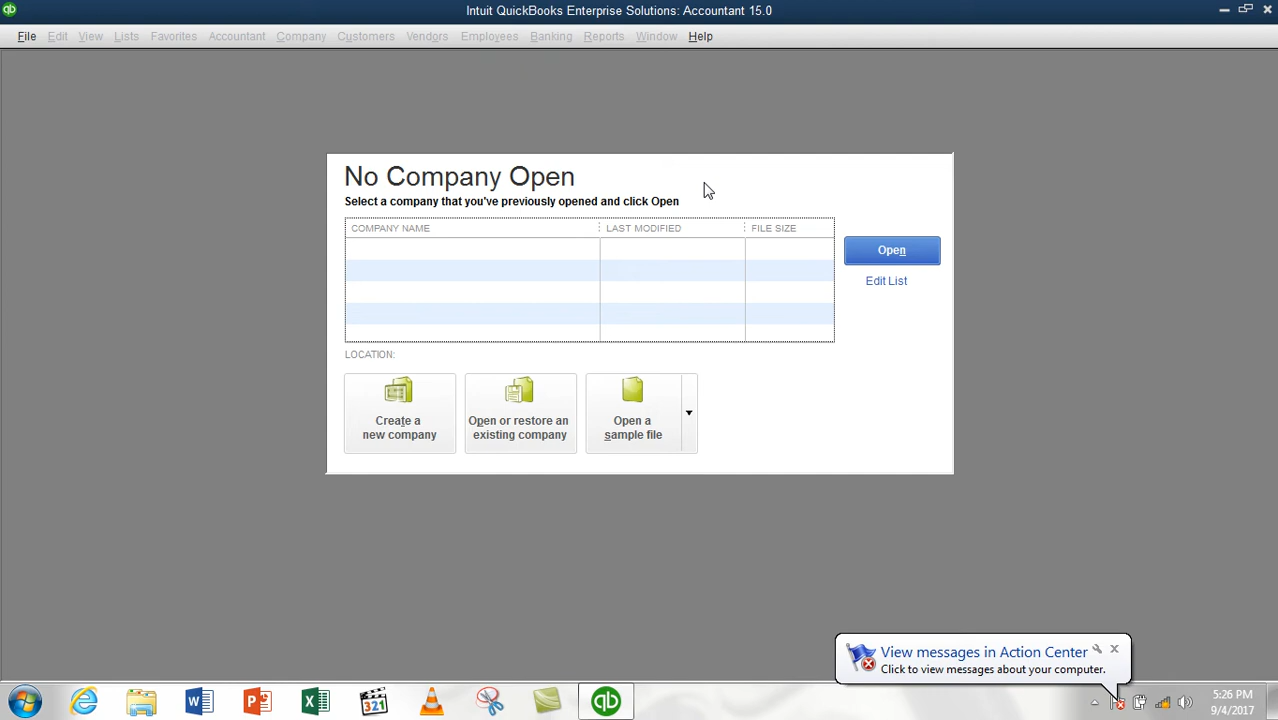 qb
Intuit QuickBooks Enterprise Solutions: Accountant 15.0
File Edit View Lists Favorites Accountant Company Customers Vendors Employees Banking Reports Window Help
No Company Open
Select a company that you've previously opened and click Open
COMPANY NAME LAST MODIFIED FILE SIZE
Open
Edit List
LOCATION:
Create a
new company
Open or restore an
existing company
Open a
sample file
View messages in Action Center
Click to view messages about your computer.
321
qb
5:26 PM
9/4/2017